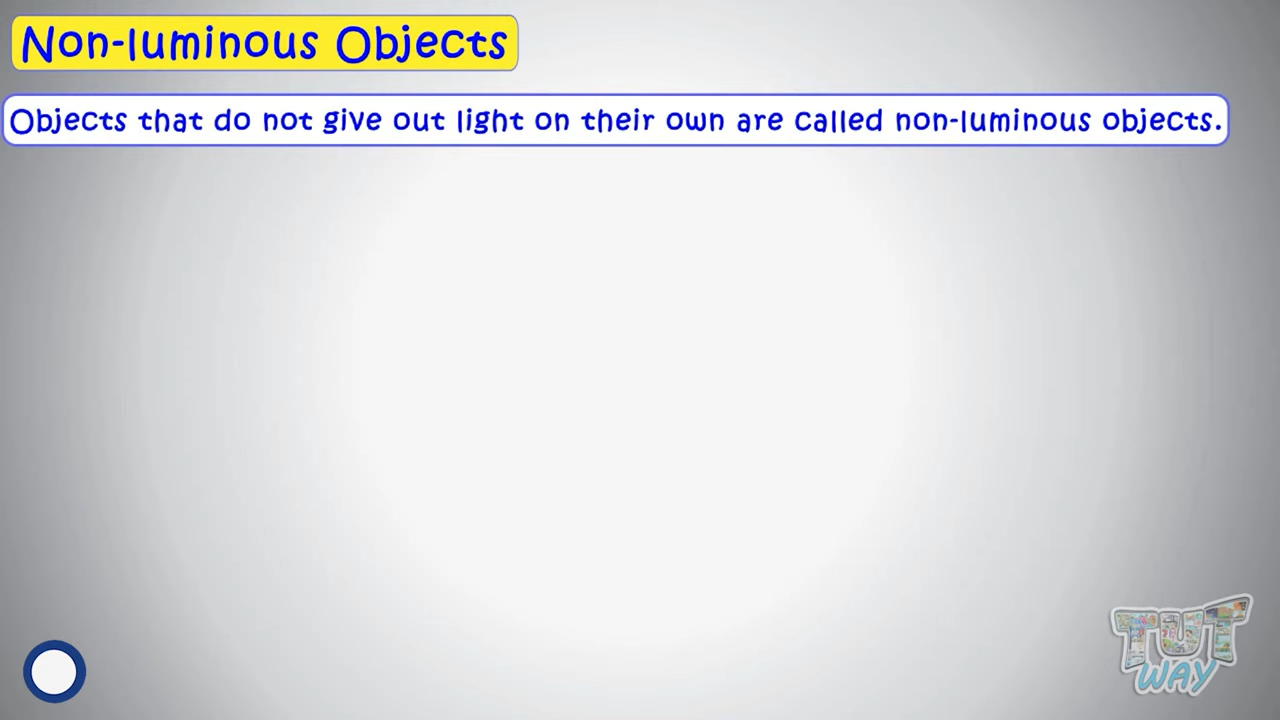 Non-luminous Objects
Objects that do not give out light on their own are called non-luminous objects.
TUT
WAY